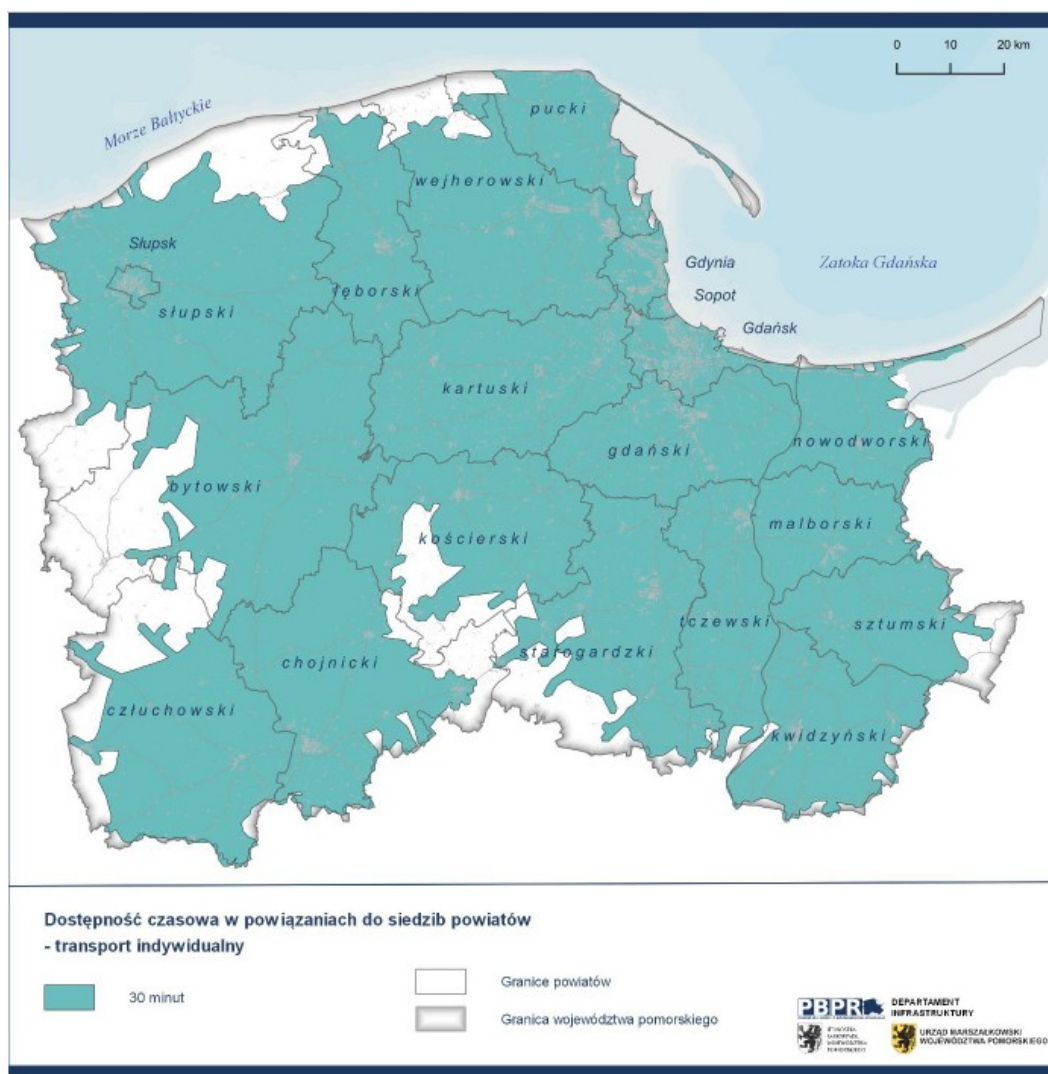 0 10 20 km
Morze Bałtyckie
pucki
wejherowski
Słupsk
Gdynia
Zatoka Gdańska
łęborski
Sopot
słupski
Gdańsk
kartuski
gdański
nowodworski
bytowski
kościerski
malborski
tczewski
sztumski
chojnicki
starogardzki
człuchowski
kwidzyński
Dostępność czasowa w powiązaniach do siedzib powiatów
- transport indywidualny
30 minut
Granice powiatów
Granica województwa pomorskiego
PBPR
DEPARTAMENT
INFRASTRUKTURY
URZĄD MARSZAŁKOWSKI
WOJEWÓDZTWA POMORSKIEGO